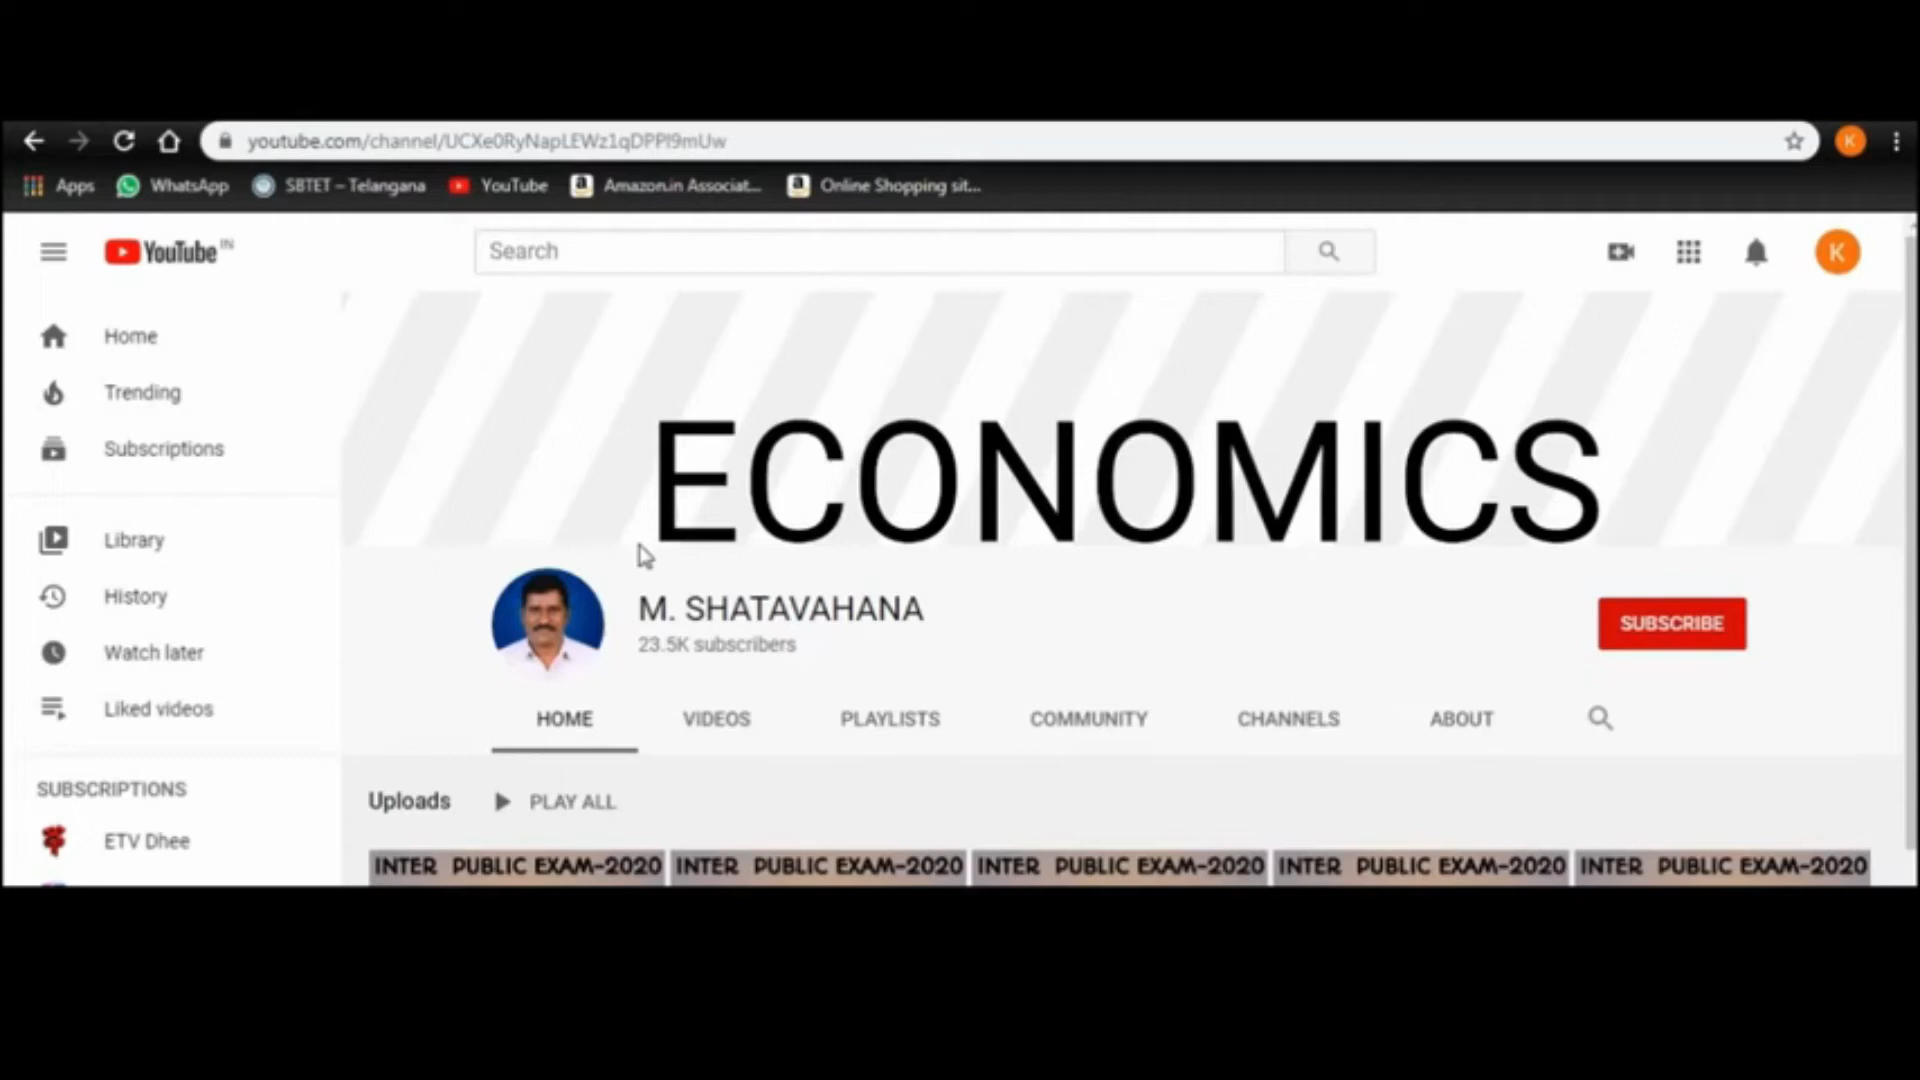 youtube.com/channel/UCXe0RyNapLEWz1qDPPI9mUw
K
Apps WhatsApp SBTET – Telangana YouTube Amazon.in Associat... Online Shopping sit...
YouTube IN
Search
K
Home
Trending
Subscriptions
ECONOMICS
Library
History
Watch later
Liked videos
M. SHATAVAHANA
23.5K subscribers
SUBSCRIBE
HOME VIDEOS PLAYLISTS COMMUNITY CHANNELS ABOUT
SUBSCRIPTIONS
ETV Dhee
Uploads PLAY ALL
INTER PUBLIC EXAM-2020 INTER PUBLIC EXAM-2020 INTER PUBLIC EXAM-2020 INTER PUBLIC EXAM-2020 INTER PUBLIC EXAM-2020